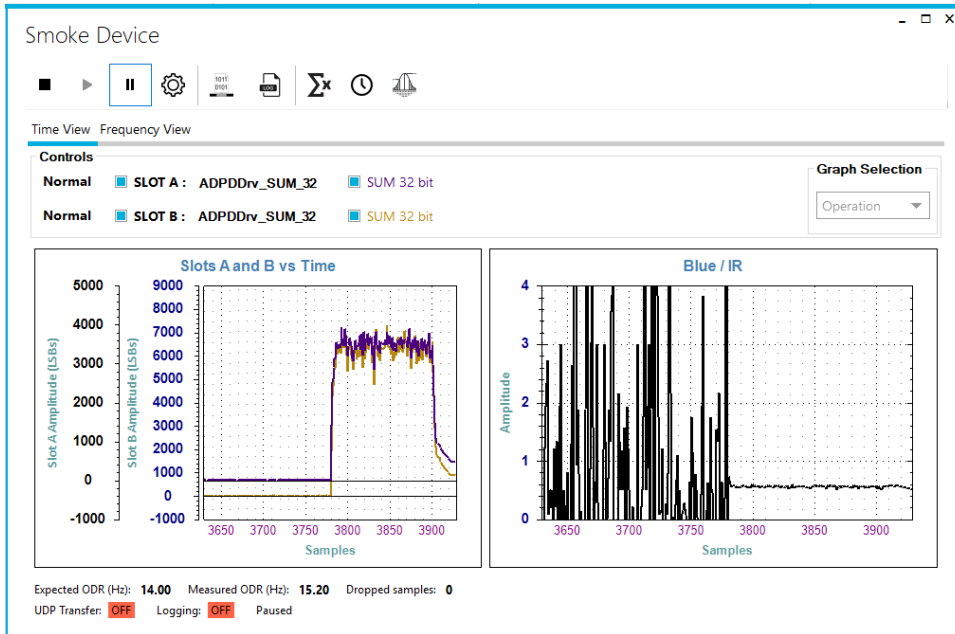 Smoke Device
1011
0101
LOG
Σx
Time View Frequency View
Controls
Normal SLOT A : ADPDDrv_SUM_32 SUM 32 bit
Normal SLOT B : ADPDDrv_SUM_32 SUM 32 bit
Graph Selection
Operation
Slots A and B vs Time
Slot A Amplitude (LSBs)
5000
4000
3000
2000
1000
0
-1000
Slot B Amplitude (LSBs)
9000
8000
7000
6000
5000
4000
3000
2000
1000
0
-1000
3650 3700 3750 3800 3850 3900
Samples
Blue / IR
Amplitude
4
3
2
1
0
3650 3700 3750 3800 3850 3900
Samples
Expected ODR (Hz): 14.00 Measured ODR (Hz): 15.20 Dropped samples: 0
UDP Transfer: OFF Logging: OFF Paused